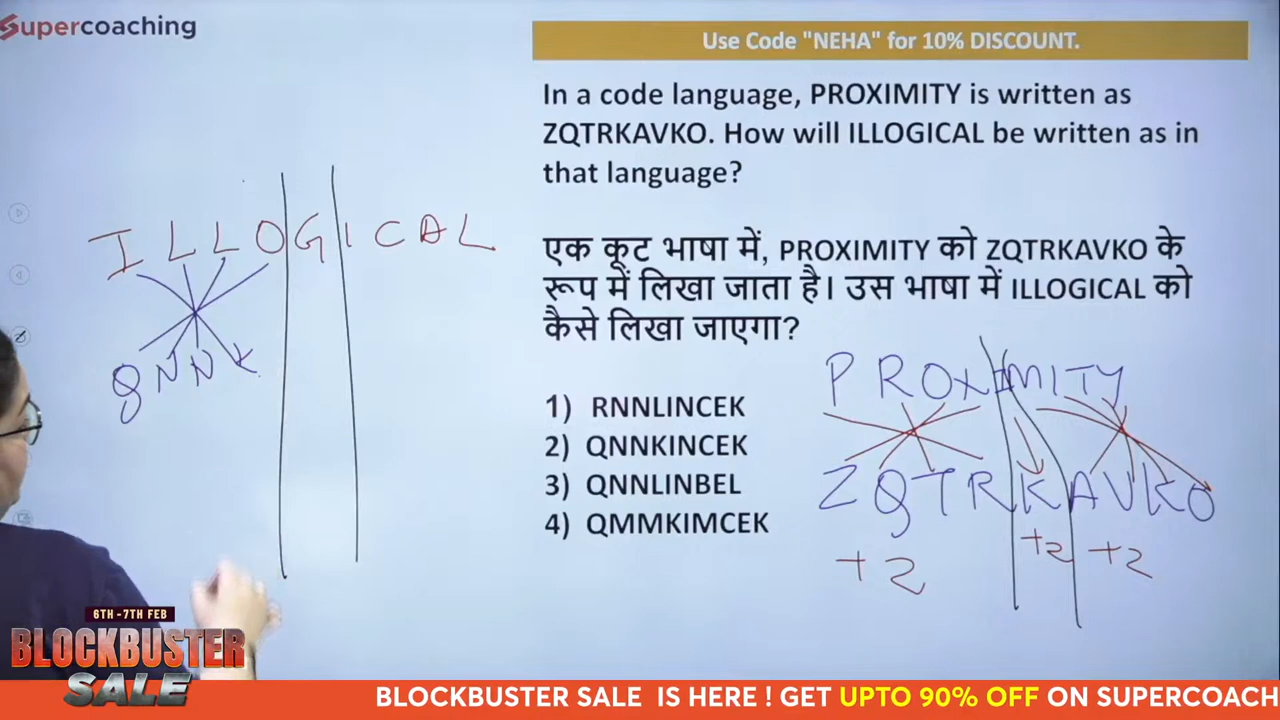 Supercoaching
Use Code "NEHA" for 10% DISCOUNT.
In a code language, PROXIMITY is written as
ZQTRKAVKO. How will ILLOGICAL be written as in
that language?
एक कूट भाषा में, PROXIMITY को ZQTRKAVKO के
रूप में लिखा जाता है। उस भाषा में ILLOGICAL को
कैसे लिखा जाएगा?
1) RNNLINCEK
2) QNNKINCEK
3) QNNLINBEL
4) QMMKIMCEK
ILLOGICAL
QNNK
PROXIMITY
ZQTRKAVKO
+2 +2 +2
6TH -7TH FEB
BLOCKBUSTER
SALE
BLOCKBUSTER SALE IS HERE ! GET UPTO 90% OFF ON SUPERCOACH